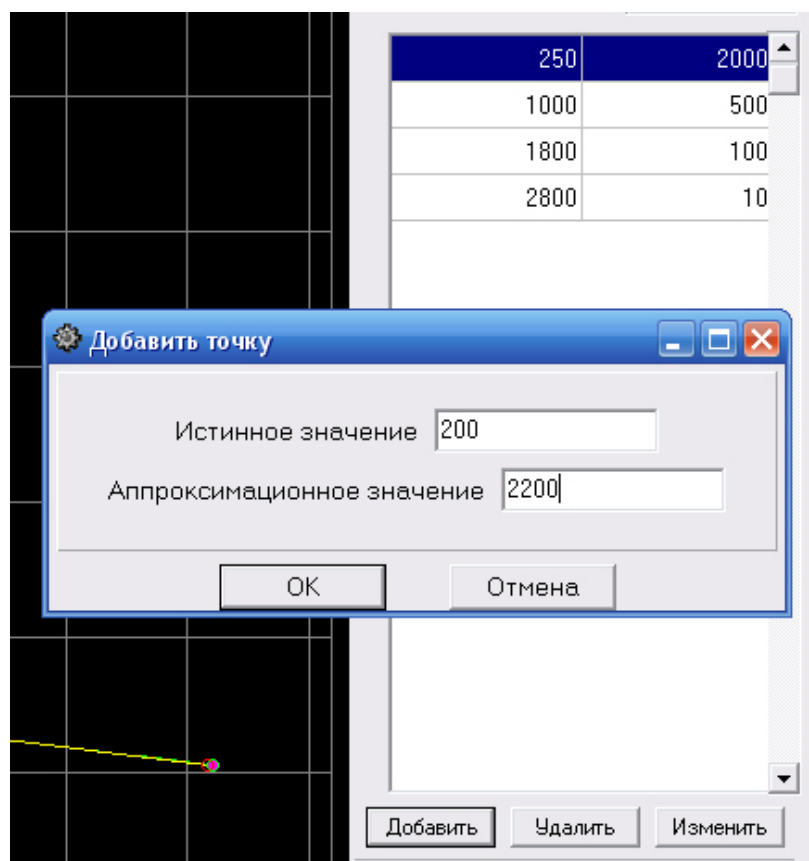 250 2000
1000 500
1800 100
2800 10
Добавить точку
Истинное значение 200
Аппроксимационное значение 2200
OK Отмена
Добавить Удалить Изменить